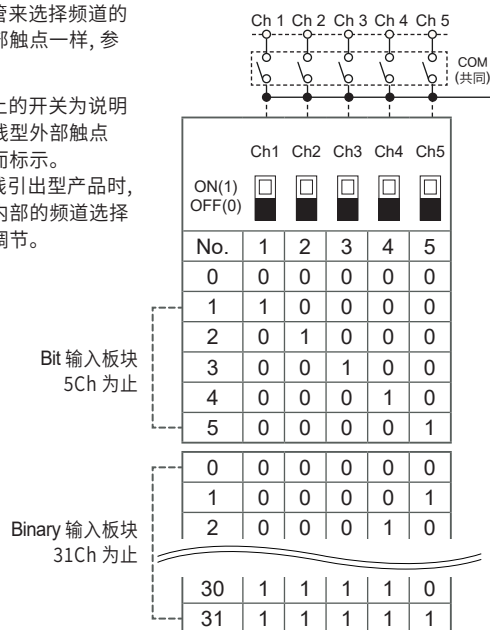 管来选择频道的
部触点一样, 参
上的开关为说明
线型外部触点
而标示。
线引出型产品时,
内部的频道选择
调节。
Ch 1 Ch 2 Ch 3 Ch 4 Ch 5
COM
(共同)
Ch1 Ch2 Ch3 Ch4 Ch5
ON(1)
OFF(0)
No. 1 2 3 4 5
0 0 0 0 0 0
1 1 0 0 0 0
2 0 1 0 0 0
3 0 0 1 0 0
4 0 0 0 1 0
5 0 0 0 0 1
Bit 输入板块
5Ch 为止
0 0 0 0 0 0
1 0 0 0 0 1
2 0 0 0 1 0
30 1 1 1 1 0
31 1 1 1 1 1
Binary 输入板块
31Ch 为止